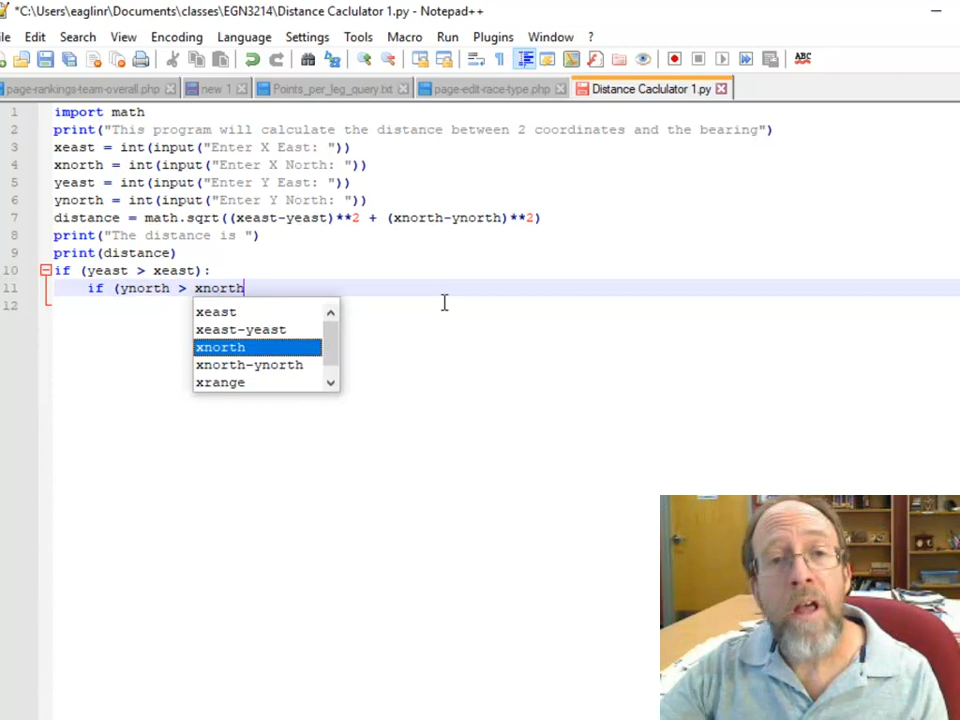 *C:\Users\eaglinr\Documents\classes\EGN3214\Distance Caclulator 1.py - Notepad++
Edit Search View Encoding Language Settings Tools Macro Run Plugins Window ?
ABC
page-rankings-team-overall.php new 1 Points_per_leg_query.txt page-edit-race-type.php Distance Caclulator 1.py
1 import math
2 print("This program will calculate the distance between 2 coordinates and the bearing")
3 xeast = int(input("Enter X East: "))
4 xnorth = int(input("Enter X North: "))
5 yeast = int(input("Enter Y East: "))
6 ynorth = int(input("Enter Y North: "))
7 distance = math.sqrt((xeast-yeast)**2 + (xnorth-ynorth)**2)
8 print("The distance is ")
9 print(distance)
10 if (yeast > xeast):
11 if (ynorth > xnorth
12
xeast
xeast-yeast
xnorth
xnorth-ynorth
xrange